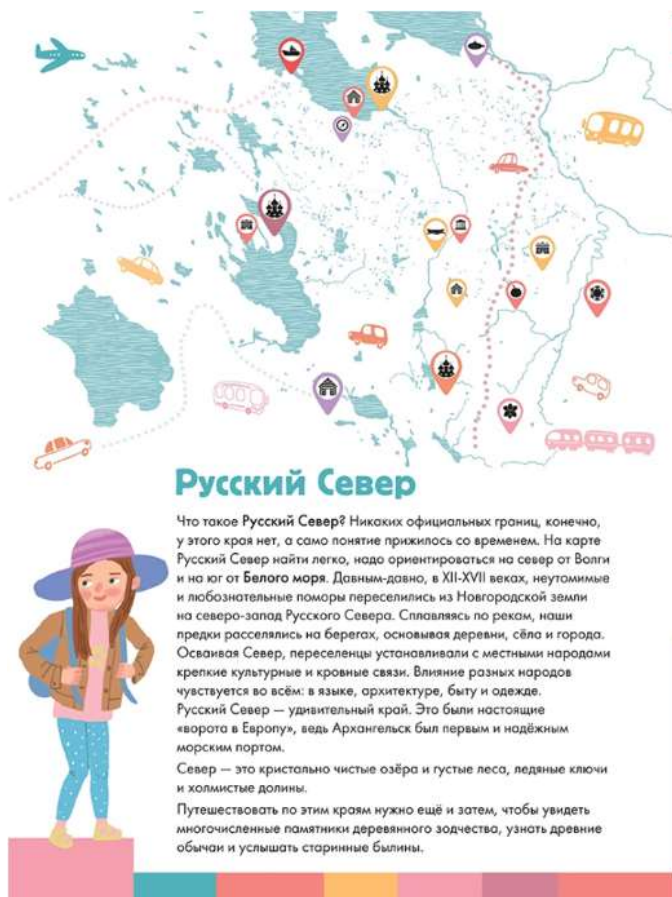 Русский Север
Что такое Русский Север? Никаких официальных границ, конечно,
у этого края нет, а само понятие прижилось со временем. На карте
Русский Север найти легко, надо ориентироваться на север от Волги
и на юг от Белого моря. Давным-давно, в XII-XVII веках, неутомимые
и любознательные поморы переселились из Новгородской земли
на северо-запад Русского Севера. Сплавляясь по рекам, наши
предки расселялись на берегах, основывая деревни, сёла и города.
Осваивая Север, переселенцы устанавливали с местными народами
крепкие культурные и кровные связи. Влияние разных народов
чувствуется во всём: в языке, архитектуре, быту и одежде.
Русский Север — удивительный край. Это были настоящие
«ворота в Европу», ведь Архангельск был первым и надёжным
морским портом.
Север — это кристально чистые озёра и густые леса, ледяные ключи
и холмистые долины.
Путешествовать по этим краям нужно ещё и затем, чтобы увидеть
многочисленные памятники деревянного зодчества, узнать древние
обычаи и услышать старинные былины.